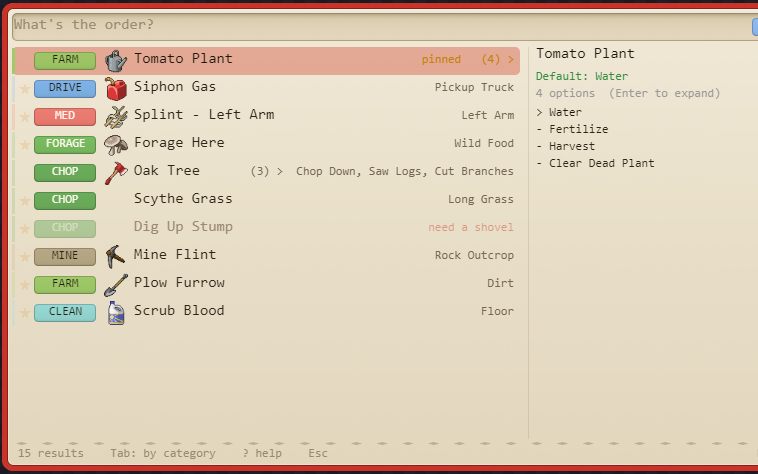 What's the order?
FARM Tomato Plant pinned (4) >
DRIVE Siphon Gas Pickup Truck
MED Splint - Left Arm Left Arm
FORAGE Forage Here Wild Food
CHOP Oak Tree (3) > Chop Down, Saw Logs, Cut Branches
CHOP Scythe Grass Long Grass
CHOP Dig Up Stump need a shovel
MINE Mine Flint Rock Outcrop
FARM Plow Furrow Dirt
CLEAN Scrub Blood Floor
Tomato Plant
Default: Water
4 options (Enter to expand)
> Water
- Fertilize
- Harvest
- Clear Dead Plant
15 results Tab: by category ? help Esc